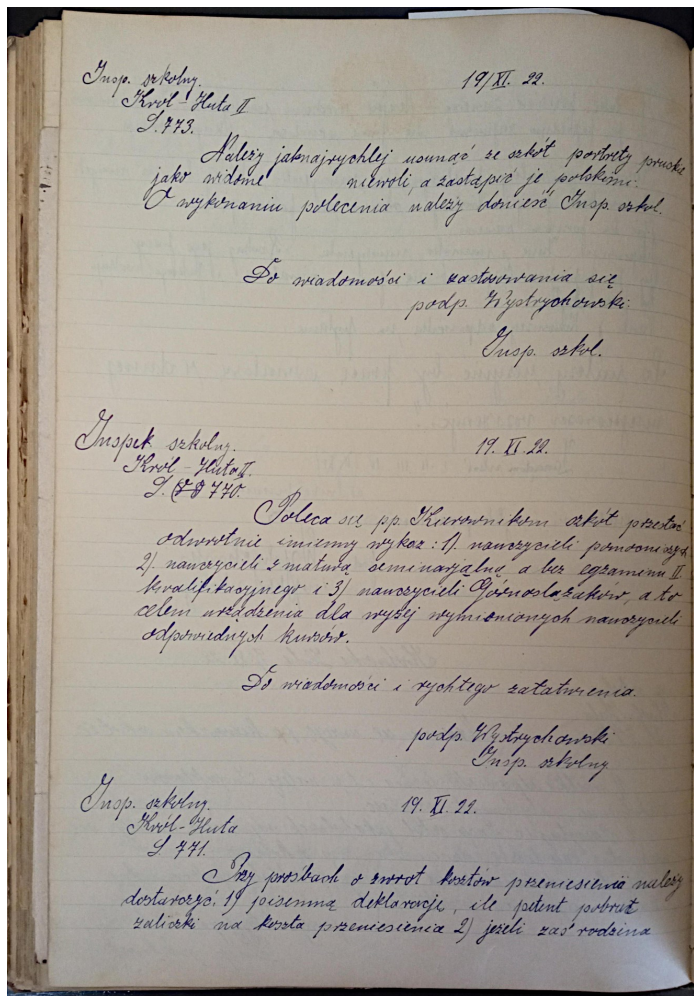 Insp. szkolny. 19/XI. 22.
Król-Huta II
L. 773.
Należy jaknajrychlej usunąć ze szkół portrety pruskie
jako widome niewoli, a zastąpić je polskimi.
O wykonaniu polecenia należy donieść Insp. szkol.
Do wiadomości i zastosowania się
podp. Wystrychowski.
Insp. szkol.
Inspek. szkolny. 19. XI. 22.
Król-Huta II.
L. 770.
Poleca się pp. Kierownikom szkół przesłać
odwrotnie imienny wykaz: 1). nauczycieli pomocniczych
2). nauczycieli z maturą seminaryalną a bez egzaminu II.
kwalifikacyjnego i 3) nauczycieli Górnoslązaków, a to
celem urządzenia dla wyżej wymienionych nauczycieli
odpowiednych kursów.
Do wiadomości i rychłego załatwienia.
podp. Wystrychowski
Insp. szkolny
Insp. szkolny. 19. XI. 22.
Król-Huta
L. 771.
Przy prośbach o zwrot kosztów przeniesienia należy
dostarczyć: 1) pisemną deklarację, ile petent pobrał
zaliczki na koszta przeniesienia 2) jeżeli zaś rodzina